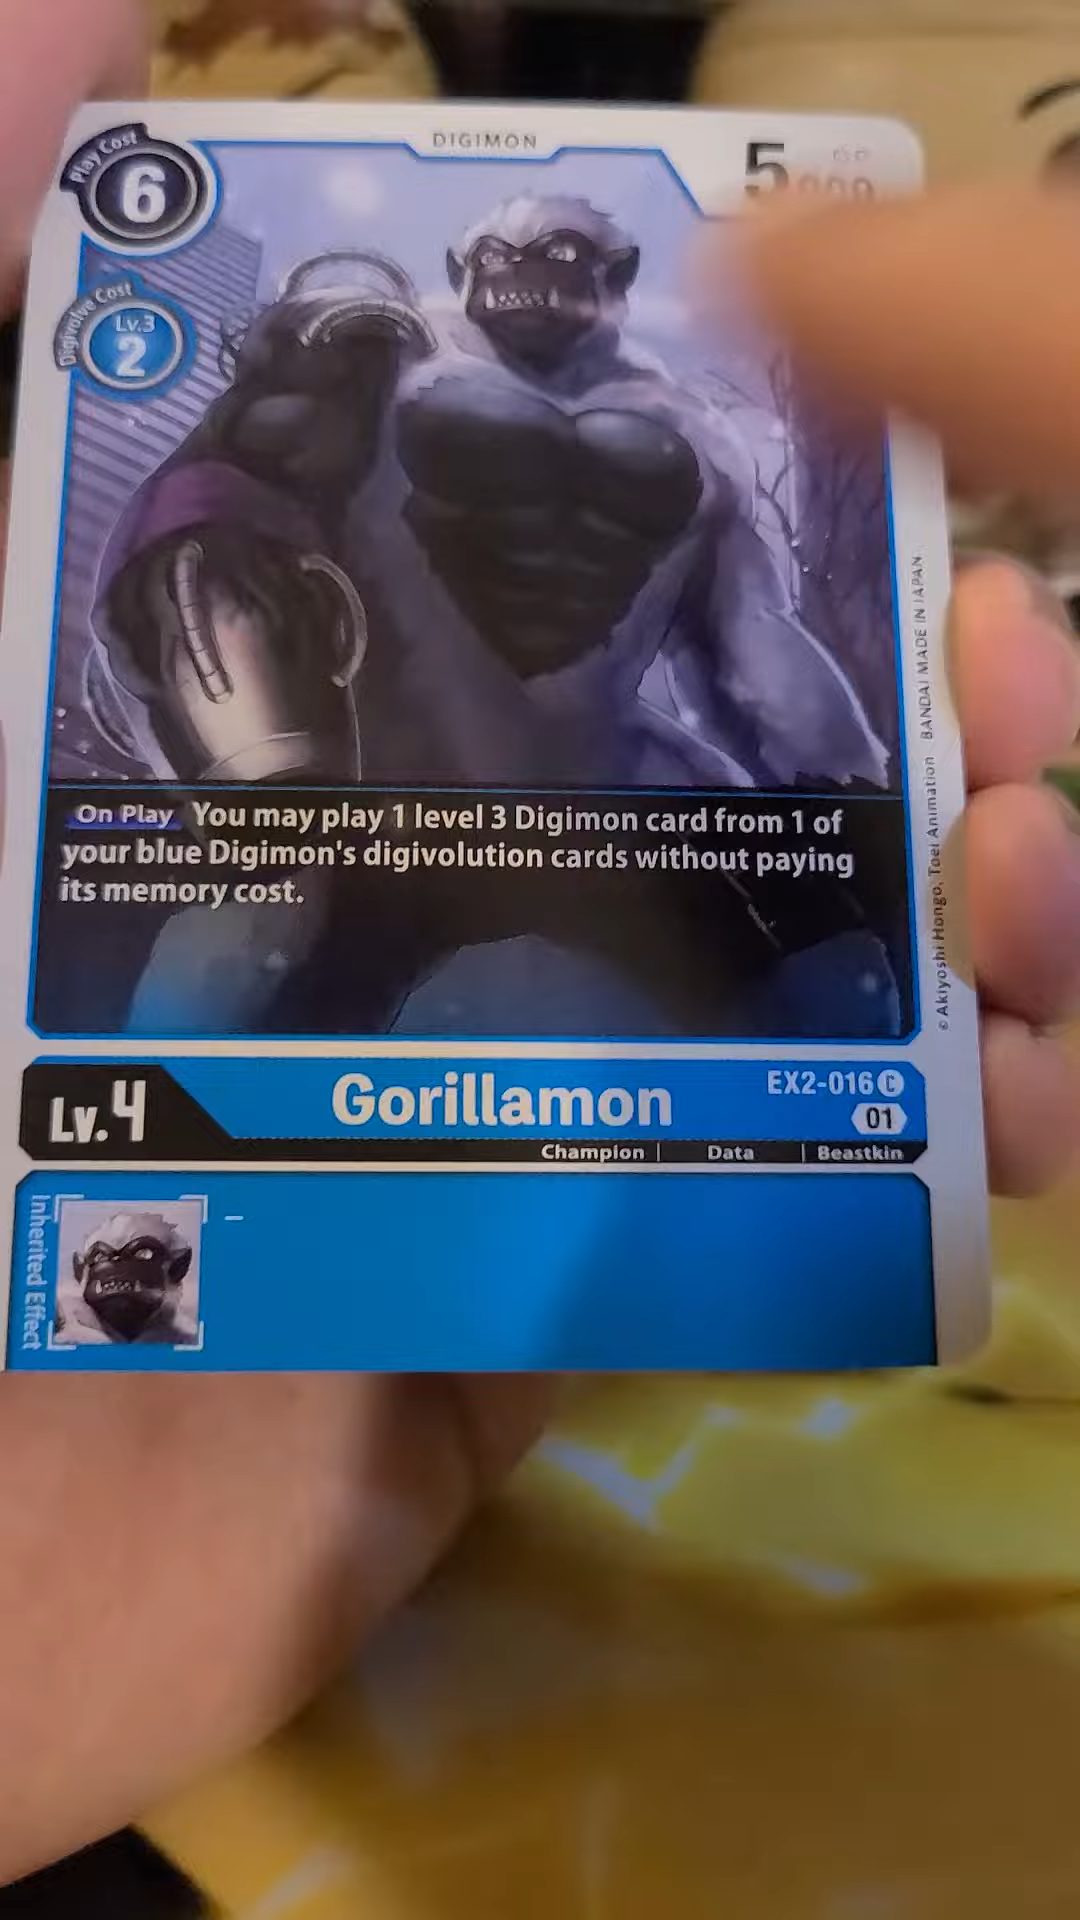 DIGIMON
Play Cost
6
5
Digivolve Cost
Lv.3
2
On Play You may play 1 level 3 Digimon card from 1 of
your blue Digimon's digivolution cards without paying
its memory cost.
© Akiyoshi Hongo, Toei Animation BANDAI MADE IN JAPAN
Lv.4
Gorillamon
EX2-016 C
01
Champion | Data | Beastkin
Inherited Effect
–